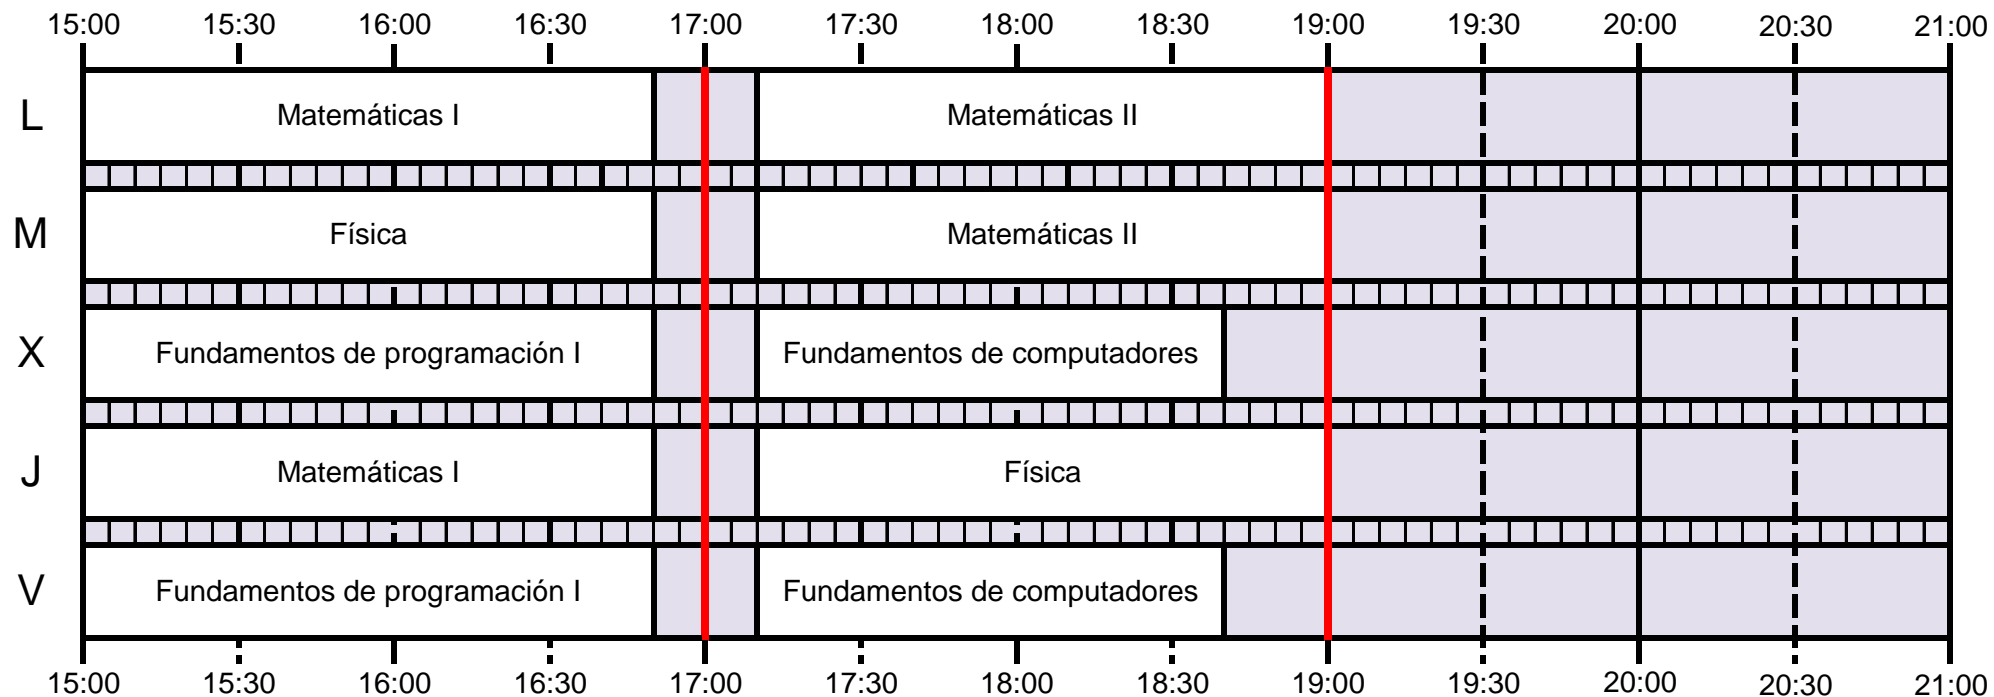 15:00 15:30 16:00 16:30 17:00 17:30 18:00 18:30 19:00 19:30 20:00 20:30 21:00
L Matemáticas I Matemáticas II
M Física Matemáticas II
X Fundamentos de programación I Fundamentos de computadores
J Matemáticas I Física
V Fundamentos de programación I Fundamentos de computadores
15:00 15:30 16:00 16:30 17:00 17:30 18:00 18:30 19:00 19:30 20:00 20:30 21:00